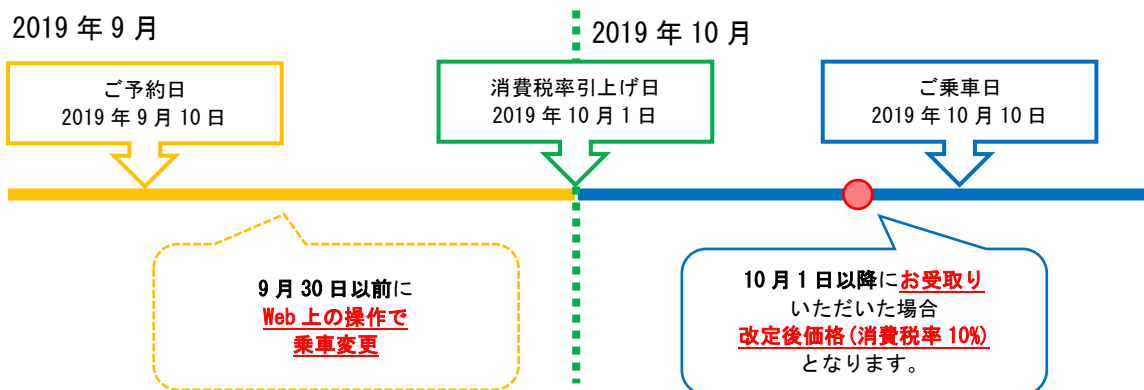 2019 年 9 月
2019 年 10 月
ご予約日
2019 年 9 月 10 日
消費税率引上げ日
2019 年 10 月 1 日
ご乗車日
2019 年 10 月 10 日
9 月 30 日以前に
Web 上の操作で
乗車変更
10 月 1 日以降にお受取り
いただいた場合
改定後価格(消費税率 10%)
となります。